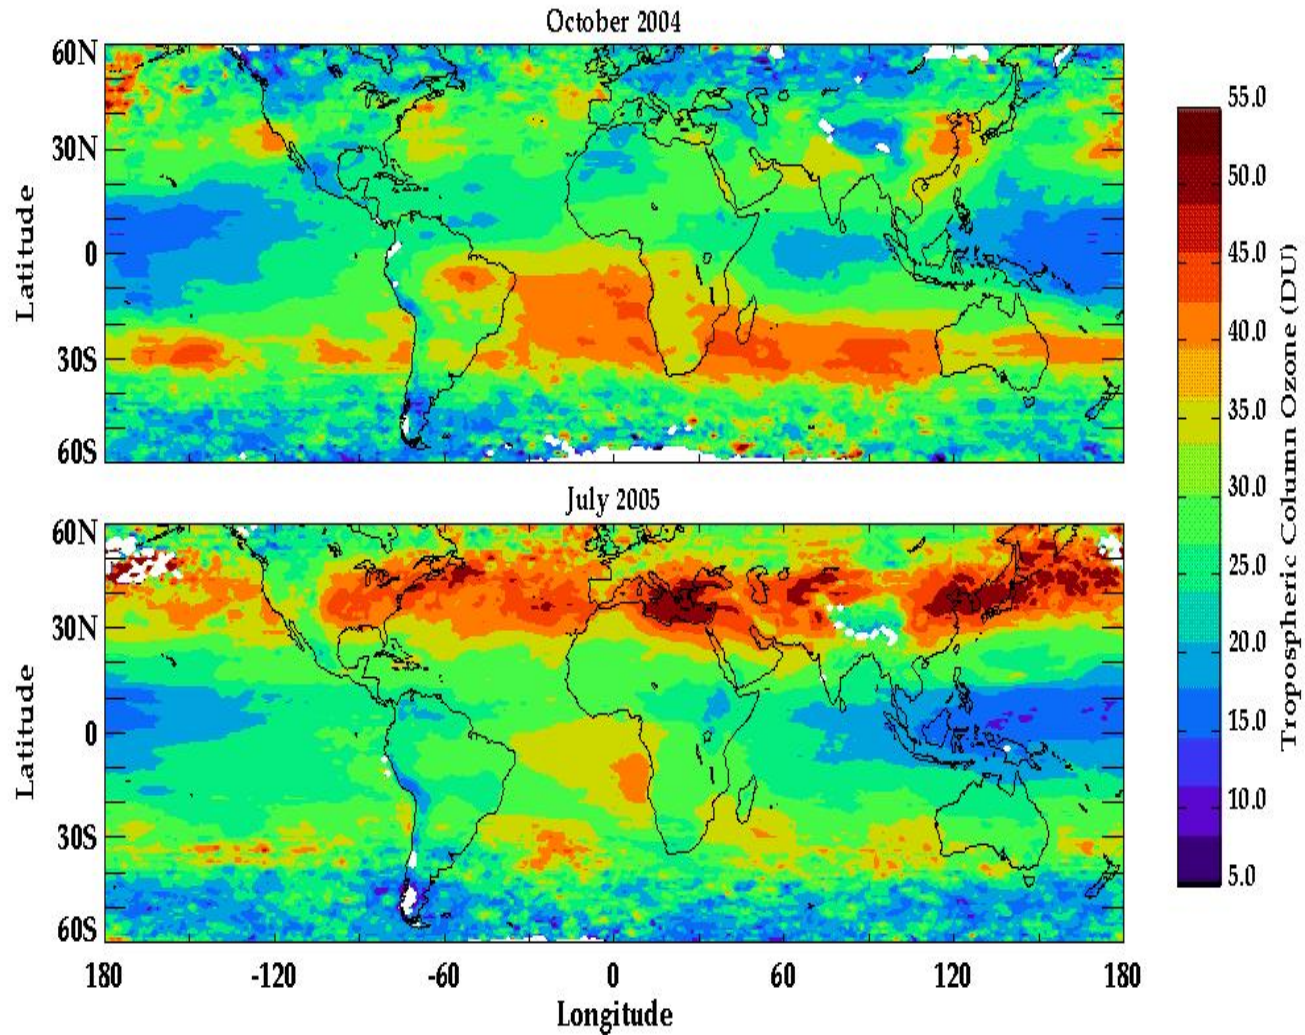 October 2004
60N
30N
0
30S
60S
Latitude
July 2005
60N
30N
0
30S
60S
Latitude
180
-120
-60
0
60
120
180
Longitude
55.0
50.0
45.0
40.0
35.0
30.0
25.0
20.0
15.0
10.0
5.0
Tropospheric Column Ozone (DU)